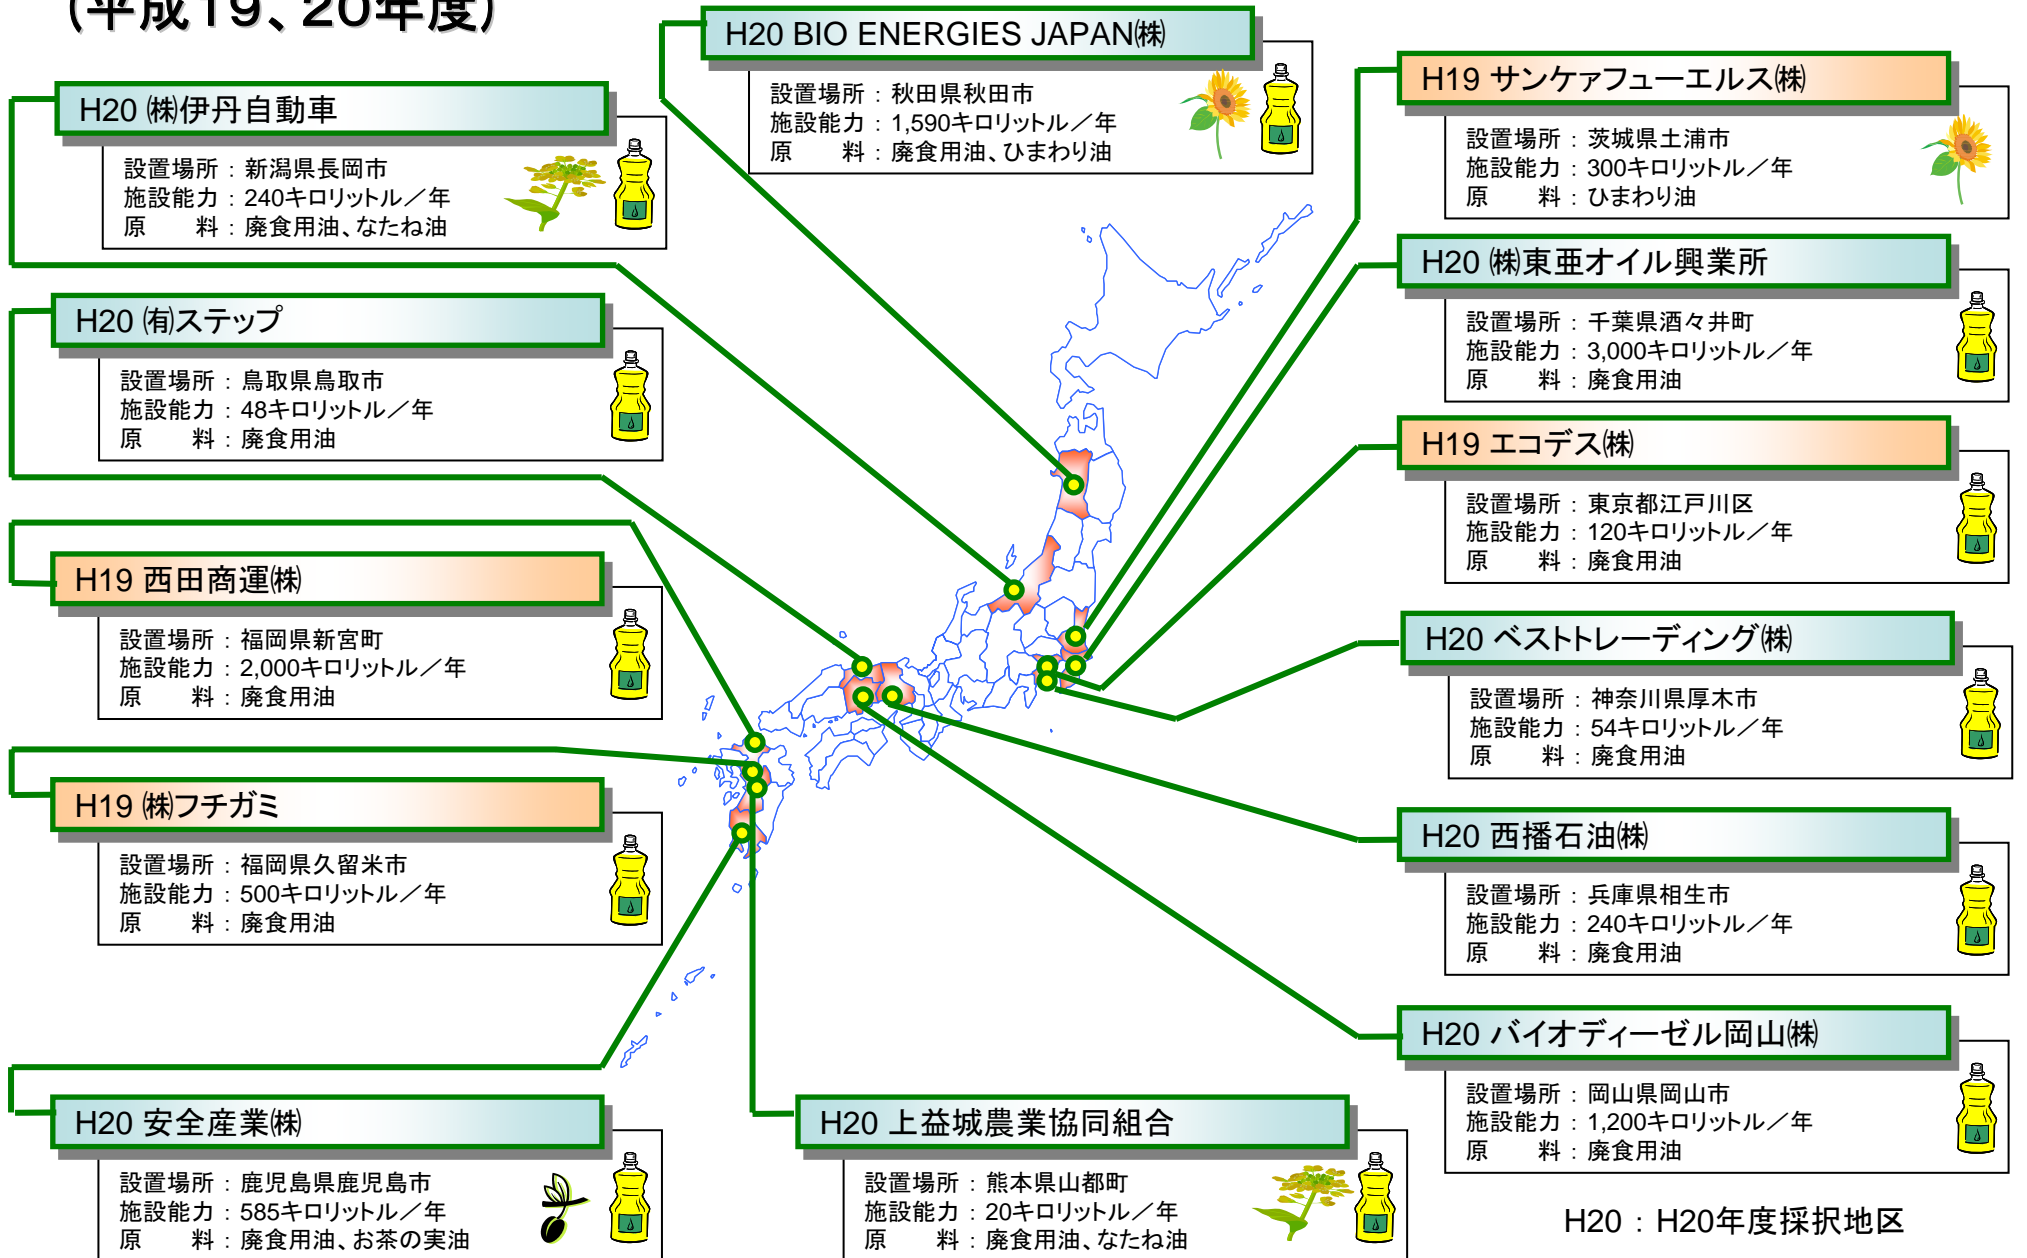 (平成19、20年度)
H20 BIO ENERGIES JAPAN㈱
設置場所：秋田県秋田市
施設能力：1,590キロリットル／年
原　　料：廃食用油、ひまわり油
H20 ㈱伊丹自動車
設置場所：新潟県長岡市
施設能力：240キロリットル／年
原　　料：廃食用油、なたね油
H20 ㈲ステップ
設置場所：鳥取県鳥取市
施設能力：48キロリットル／年
原　　料：廃食用油
H19 西田商運㈱
設置場所：福岡県新宮町
施設能力：2,000キロリットル／年
原　　料：廃食用油
H19 ㈱フチガミ
設置場所：福岡県久留米市
施設能力：500キロリットル／年
原　　料：廃食用油
H20 安全産業㈱
設置場所：鹿児島県鹿児島市
施設能力：585キロリットル／年
原　　料：廃食用油、お茶の実油
H20 上益城農業協同組合
設置場所：熊本県山都町
施設能力：20キロリットル／年
原　　料：廃食用油、なたね油
H19 サンケァフューエルス㈱
設置場所：茨城県土浦市
施設能力：300キロリットル／年
原　　料：ひまわり油
H20 ㈱東亜オイル興業所
設置場所：千葉県酒々井町
施設能力：3,000キロリットル／年
原　　料：廃食用油
H19 エコデス㈱
設置場所：東京都江戸川区
施設能力：120キロリットル／年
原　　料：廃食用油
H20 ベストトレーディング㈱
設置場所：神奈川県厚木市
施設能力：54キロリットル／年
原　　料：廃食用油
H20 西播石油㈱
設置場所：兵庫県相生市
施設能力：240キロリットル／年
原　　料：廃食用油
H20 バイオディーゼル岡山㈱
設置場所：岡山県岡山市
施設能力：1,200キロリットル／年
原　　料：廃食用油
H20：H20年度採択地区